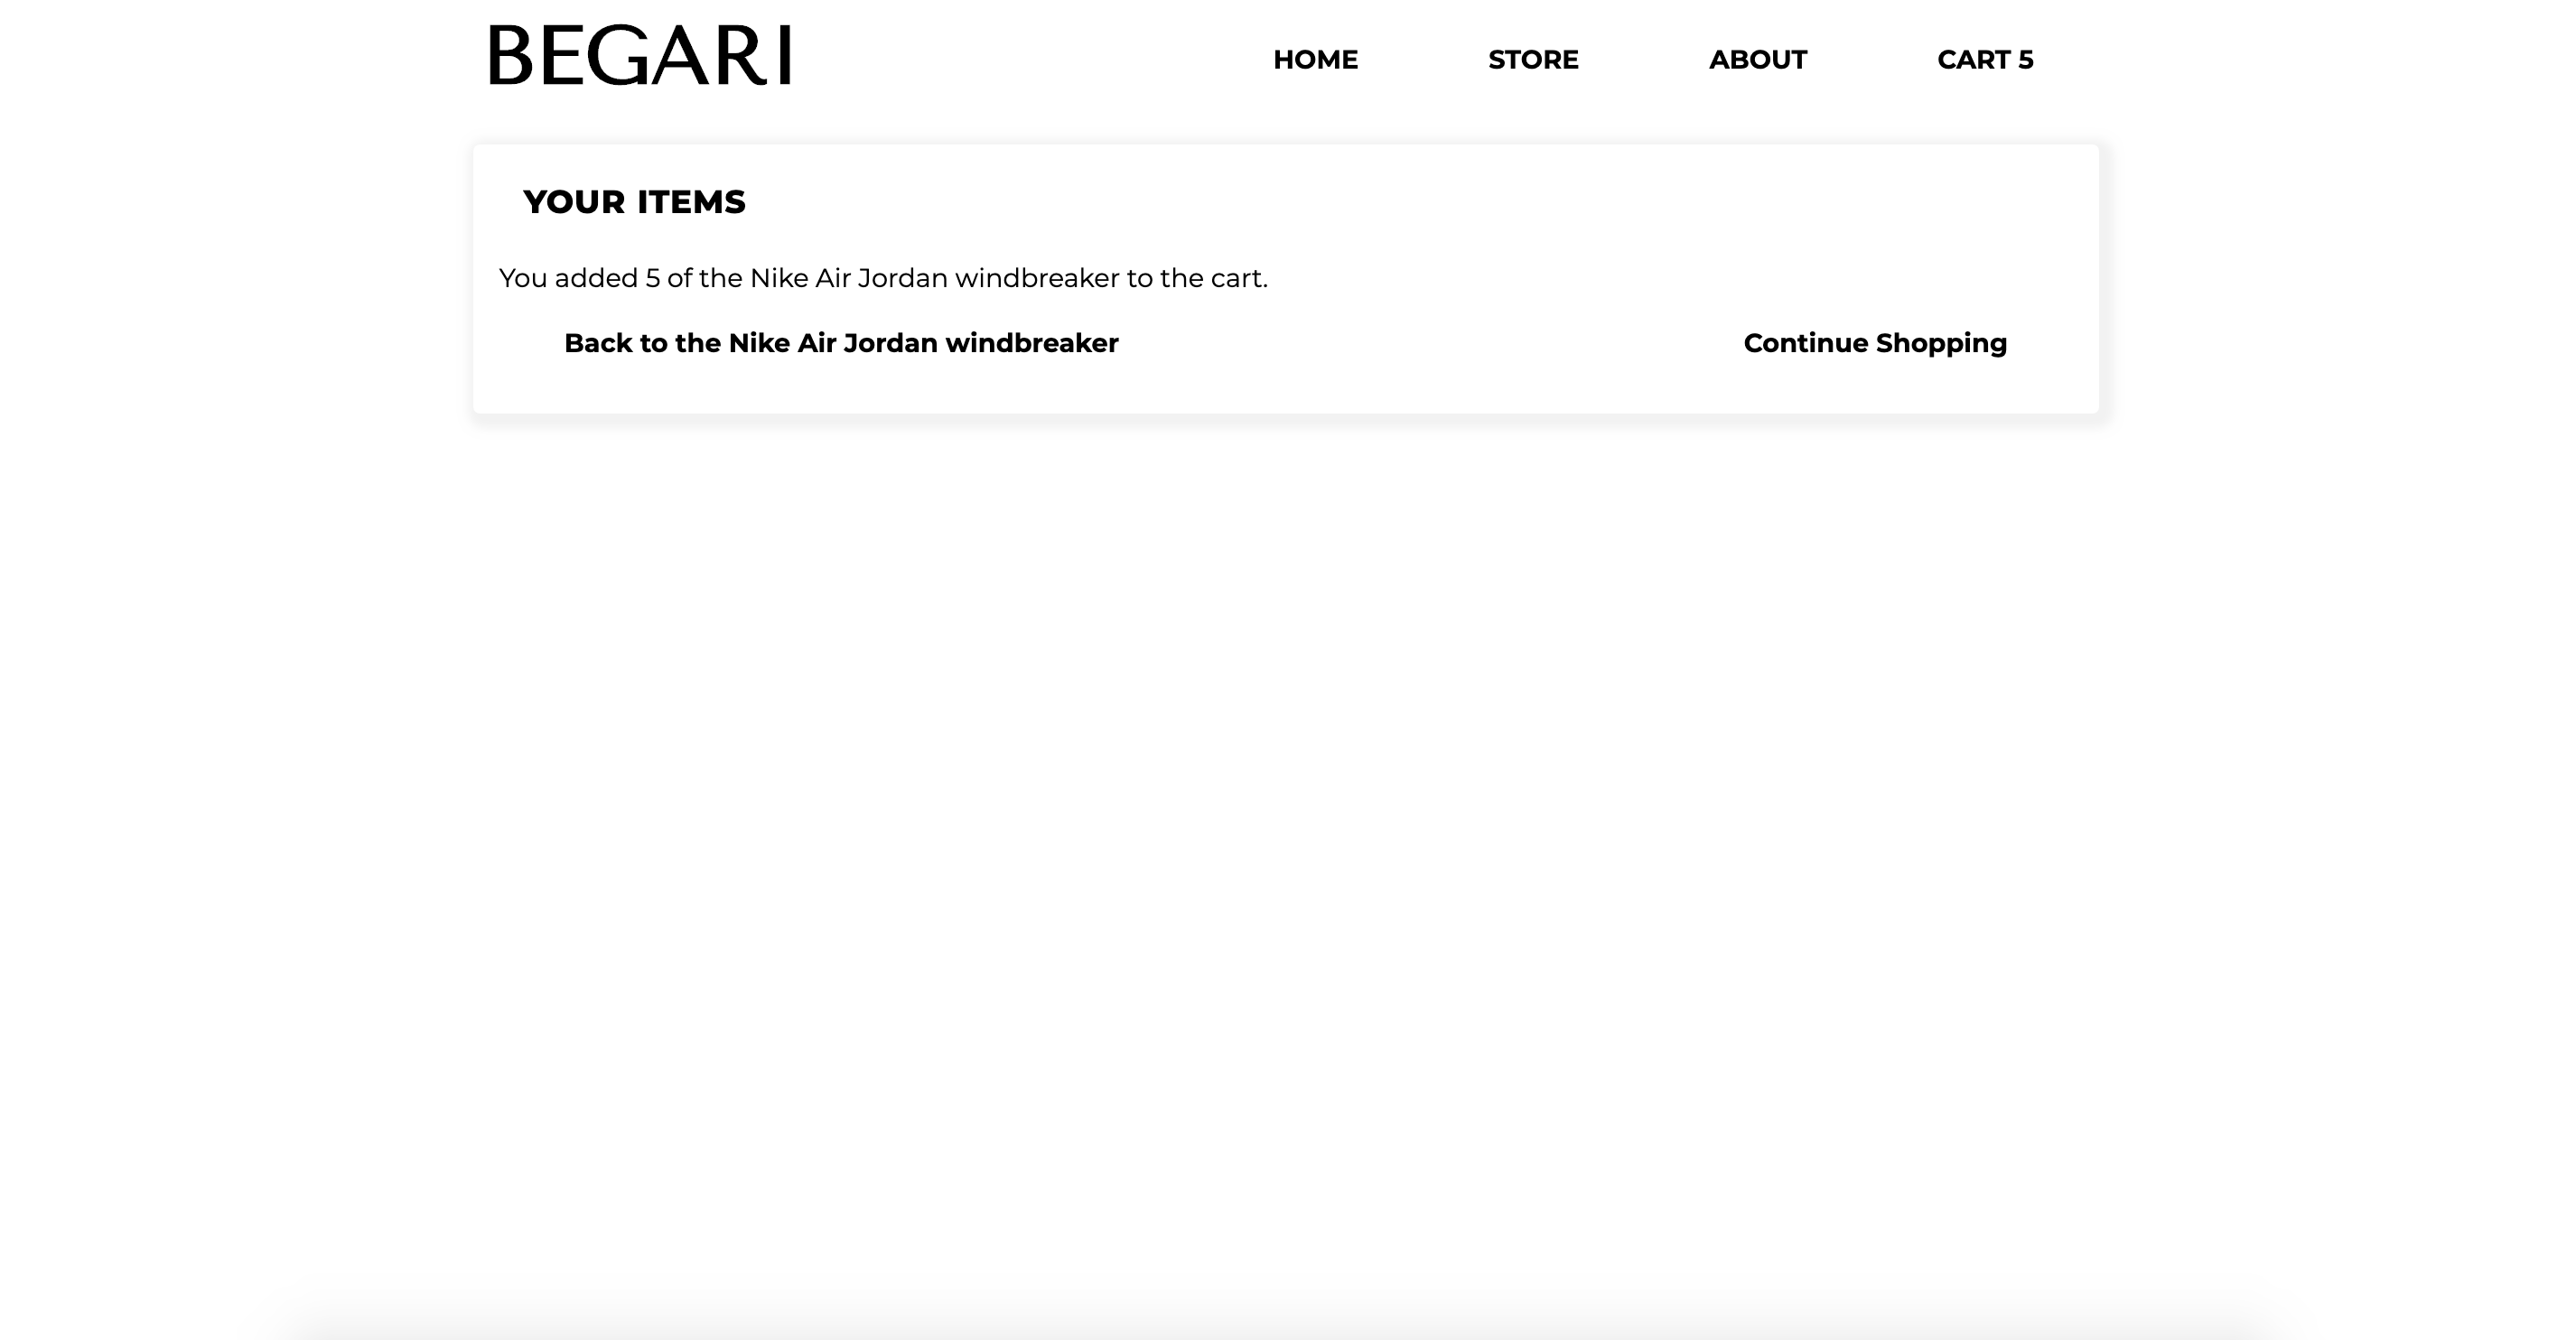 BEGARI
HOME STORE ABOUT CART 5
YOUR ITEMS
You added 5 of the Nike Air Jordan windbreaker to the cart.
Back to the Nike Air Jordan windbreaker Continue Shopping